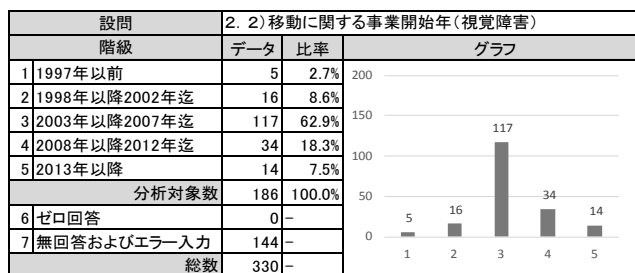 設問 2. 2)移動に関する事業開始年(視覚障害)
階級 データ 比率 グラフ
1 1997年以前 5 2.7%
2 1998年以降2002年迄 16 8.6%
3 2003年以降2007年迄 117 62.9%
4 2008年以降2012年迄 34 18.3%
5 2013年以降 14 7.5%
分析対象数 186 100.0%
6 ゼロ回答 0 −
7 無回答およびエラー入力 144 −
総数 330 −
200
150
100
50
0
5 16 117 34 14
1 2 3 4 5